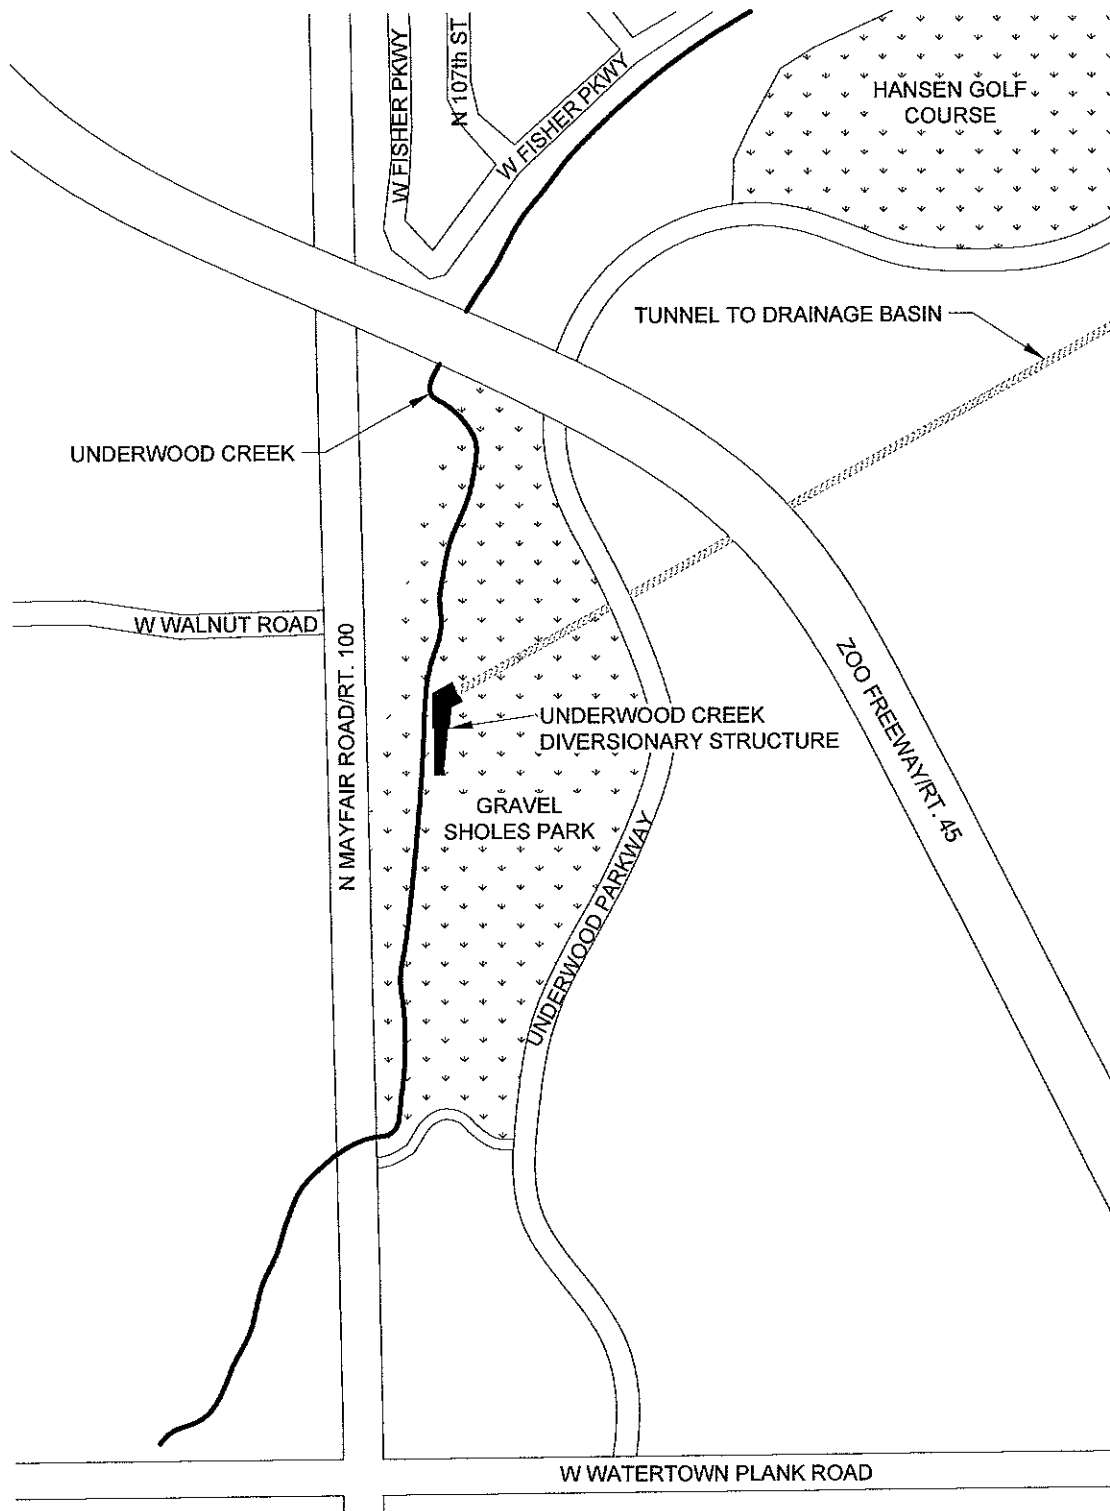 W FISHER PKWY
N 107th ST
W FISHER PKWY
HANSEN GOLF
COURSE
TUNNEL TO DRAINAGE BASIN
UNDERWOOD CREEK
W WALNUT ROAD
N MAYFAIR ROAD/RT. 100
ZOO FREEWAY/RT. 45
UNDERWOOD CREEK
DIVERSIONARY STRUCTURE
GRAVEL
SHOLES PARK
UNDERWOOD PARKWAY
W WATERTOWN PLANK ROAD